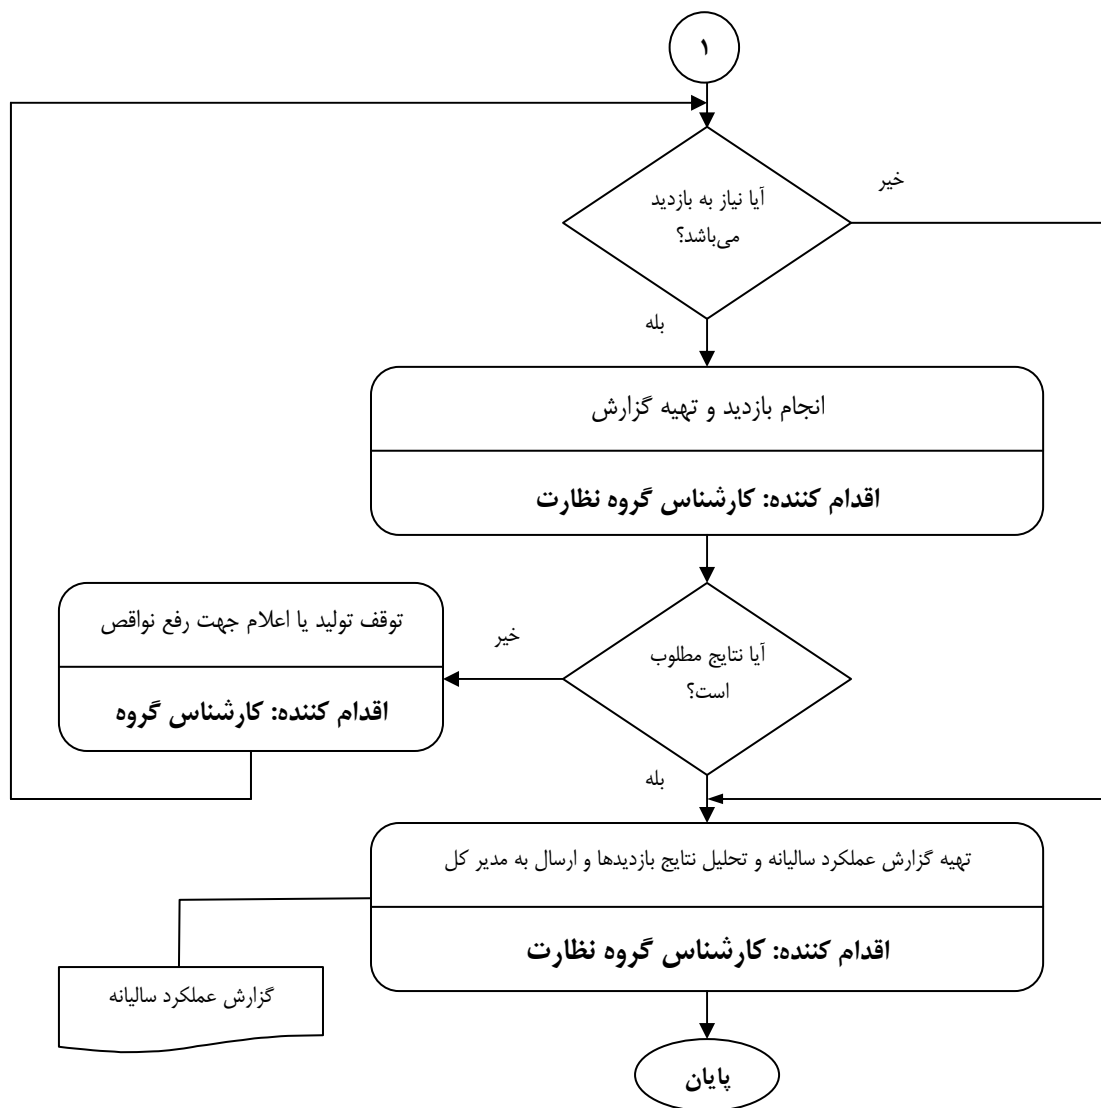 ۱
آیا نیاز به بازدید
می‌باشد؟
خیر
بله
انجام بازدید و تهیه گزارش
اقدام کننده: کارشناس گروه نظارت
آیا نتایج مطلوب
است؟
خیر
توقف تولید یا اعلام جهت رفع نواقص
اقدام کننده: کارشناس گروه
بله
تهیه گزارش عملکرد سالیانه و تحلیل نتایج بازدیدها و ارسال به مدیر کل
اقدام کننده: کارشناس گروه نظارت
گزارش عملکرد سالیانه
پایان